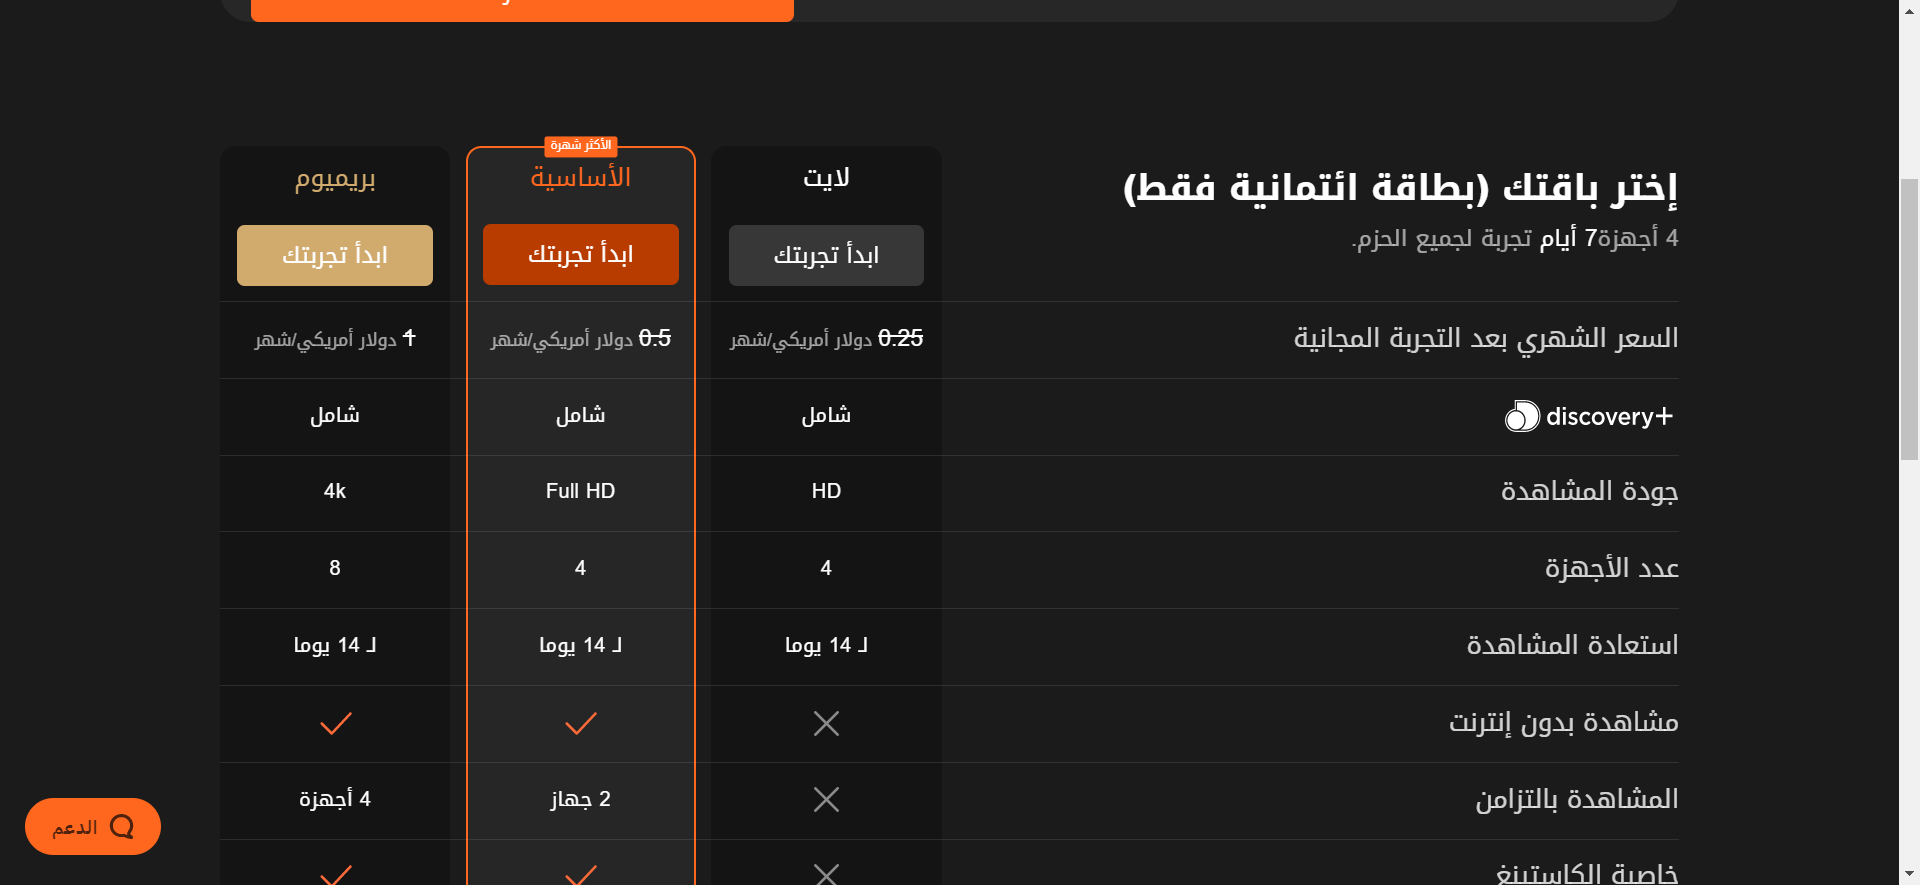 الأكثر شهرة
لايت
الأساسية
بريميوم
إختر باقتك (بطاقة ائتمانية فقط)
4 أجهزة7 أيام تجربة لجميع الحزم.
ابدأ تجربتك
ابدأ تجربتك
ابدأ تجربتك
السعر الشهري بعد التجربة المجانية
0.25 دولار أمريكي/شهر
0.5 دولار أمريكي/شهر
1 دولار أمريكي/شهر
discovery+
شامل
شامل
شامل
جودة المشاهدة
HD
Full HD
4k
عدد الأجهزة
4
4
8
استعادة المشاهدة
لـ 14 يوما
لـ 14 يوما
لـ 14 يوما
مشاهدة بدون إنترنت
المشاهدة بالتزامن
2 جهاز
4 أجهزة
الدعم
خاصية الكاستينغ